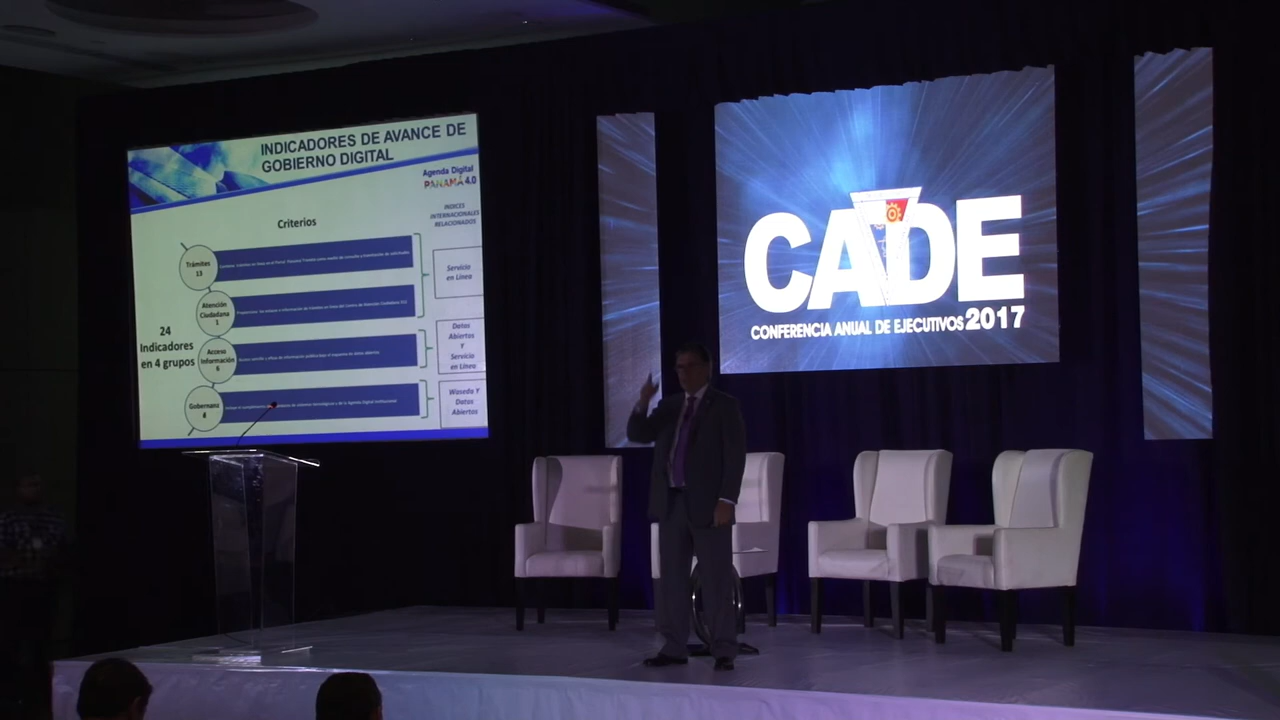 INDICADORES DE AVANCE DE
GOBIERNO DIGITAL
Agenda Digital
PANAMÁ 4.0
Criterios
INDICES
INTERNACIONALES
RELACIONADOS
24
Indicadores
en 4 grupos
Trámites
13
Servicio
en Línea
Atención
Ciudadana
1
Acceso
Información
6
Datos
Abiertos
Y
Servicio
en Línea
Gobernanza
4
Waseda Y
Datos
Abiertos
CADE
CONFERENCIA ANUAL DE EJECUTIVOS 2017